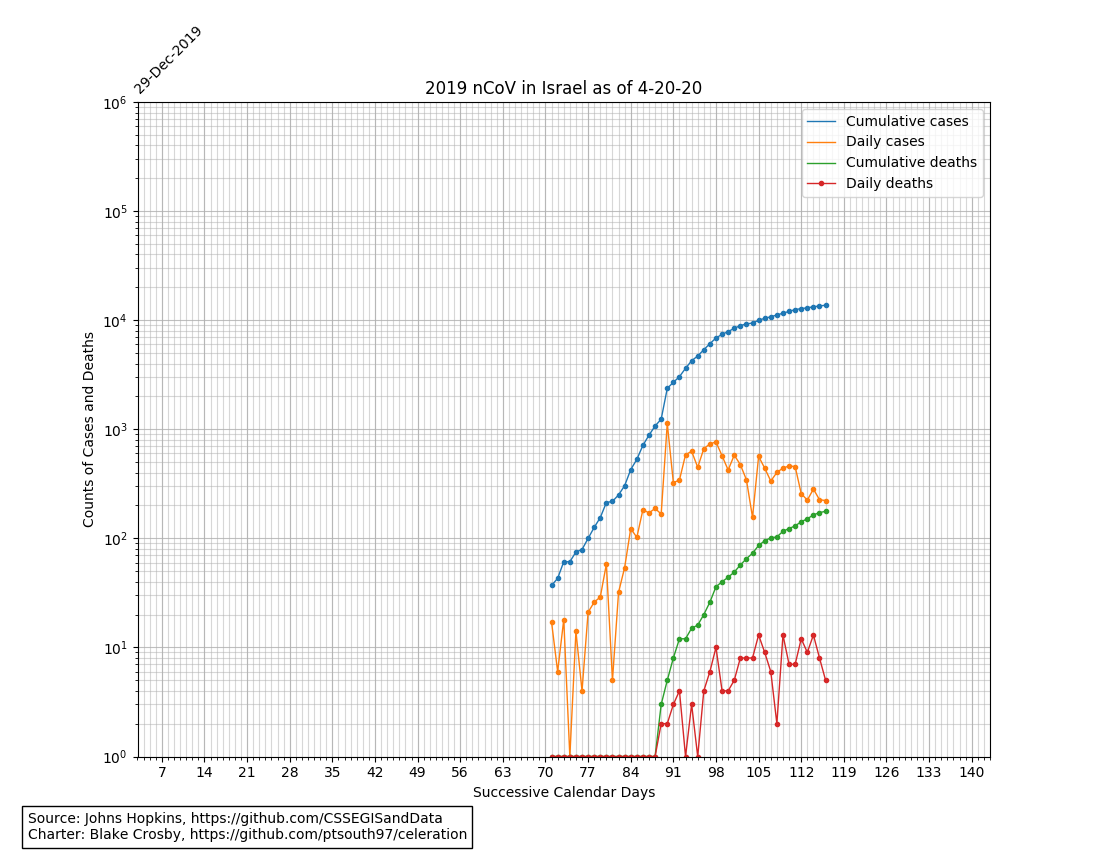 29-Dec-2019
2019 nCoV in Israel as of 4-20-20
Cumulative cases
Daily cases
Cumulative deaths
Daily deaths
Counts of Cases and Deaths
10^6
10^5
10^4
10^3
10^2
10^1
10^0
7 14 21 28 35 42 49 56 63 70 77 84 91 98 105 112 119 126 133 140
Successive Calendar Days
Source: Johns Hopkins, https://github.com/CSSEGISandData
Charter: Blake Crosby, https://github.com/ptsouth97/celeration